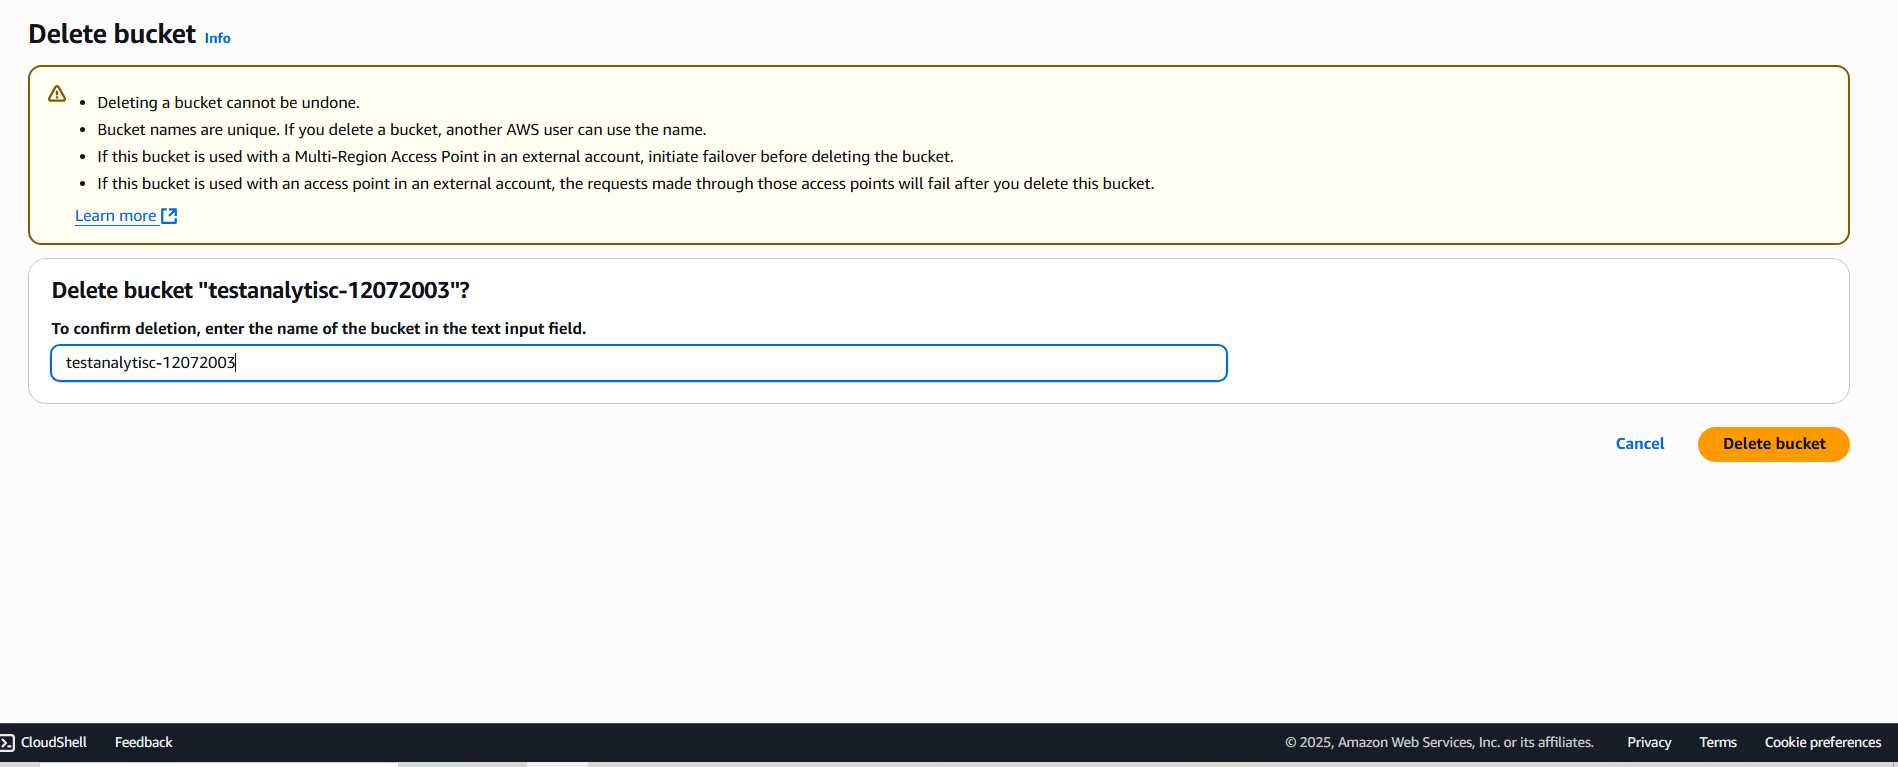 Delete bucket Info
• Deleting a bucket cannot be undone.
• Bucket names are unique. If you delete a bucket, another AWS user can use the name.
• If this bucket is used with a Multi-Region Access Point in an external account, initiate failover before deleting the bucket.
• If this bucket is used with an access point in an external account, the requests made through those access points will fail after you delete this bucket.
Learn more
Delete bucket "testanalytisc-12072003"?
To confirm deletion, enter the name of the bucket in the text input field.
testanalytisc-12072003
Cancel Delete bucket
CloudShell Feedback © 2025, Amazon Web Services, Inc. or its affiliates. Privacy Terms Cookie preferences